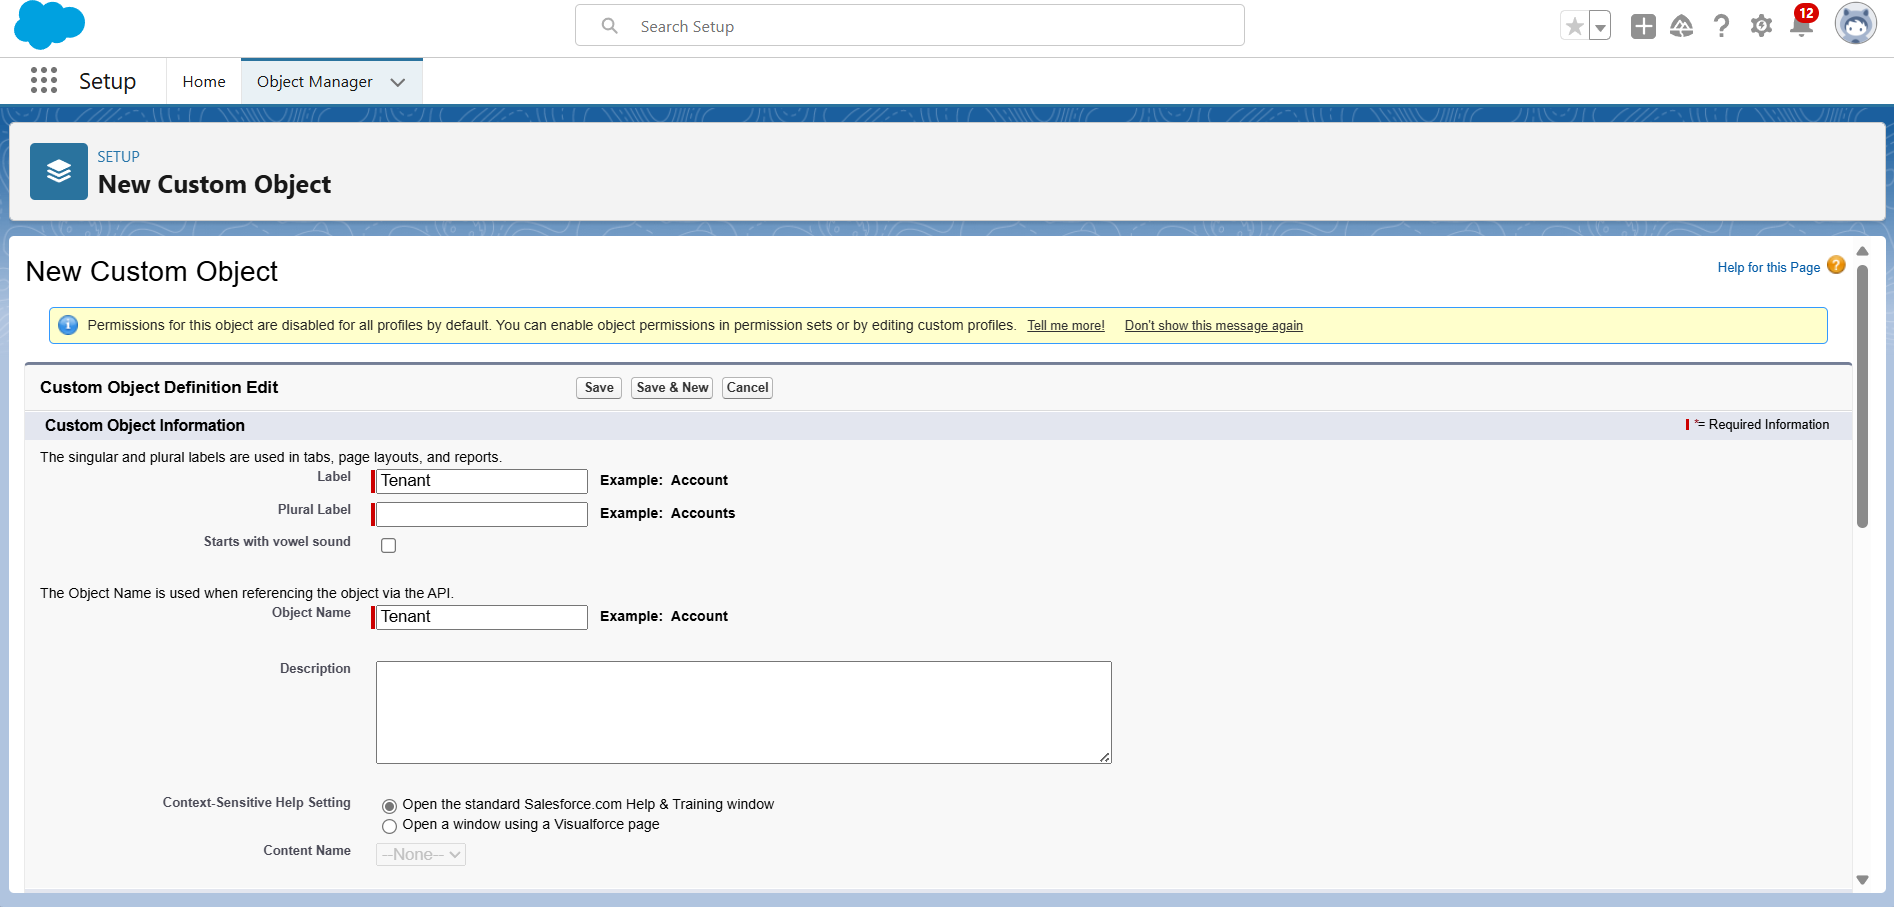 Search Setup
12
Setup
Home
Object Manager
SETUP
New Custom Object
New Custom Object
Help for this Page
Permissions for this object are disabled for all profiles by default. You can enable object permissions in permission sets or by editing custom profiles. Tell me more! Don't show this message again
Custom Object Definition Edit
Save
Save & New
Cancel
Custom Object Information
*= Required Information
The singular and plural labels are used in tabs, page layouts, and reports.
Label Tenant Example: Account
Plural Label Example: Accounts
Starts with vowel sound
The Object Name is used when referencing the object via the API.
Object Name Tenant Example: Account
Description
Context-Sensitive Help Setting Open the standard Salesforce.com Help & Training window
Open a window using a Visualforce page
Content Name --None--